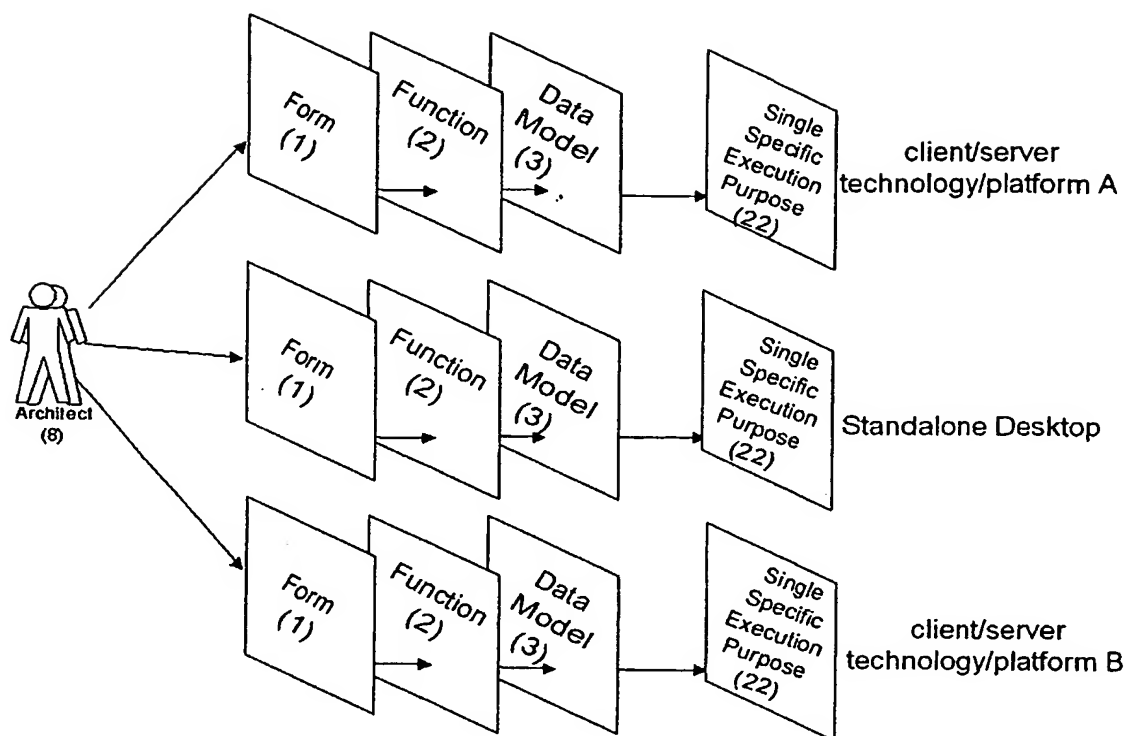 Form
(1)
Function
(2)
Data
Model
(3)
Single
Specific
Execution
Purpose
(22)
client/server
technology/platform A
Architect
(8)
Form
(1)
Function
(2)
Data
Model
(3)
Single
Specific
Execution
Purpose
(22)
Standalone Desktop
Form
(1)
Function
(2)
Data
Model
(3)
Single
Specific
Execution
Purpose
(22)
client/server
technology/platform B